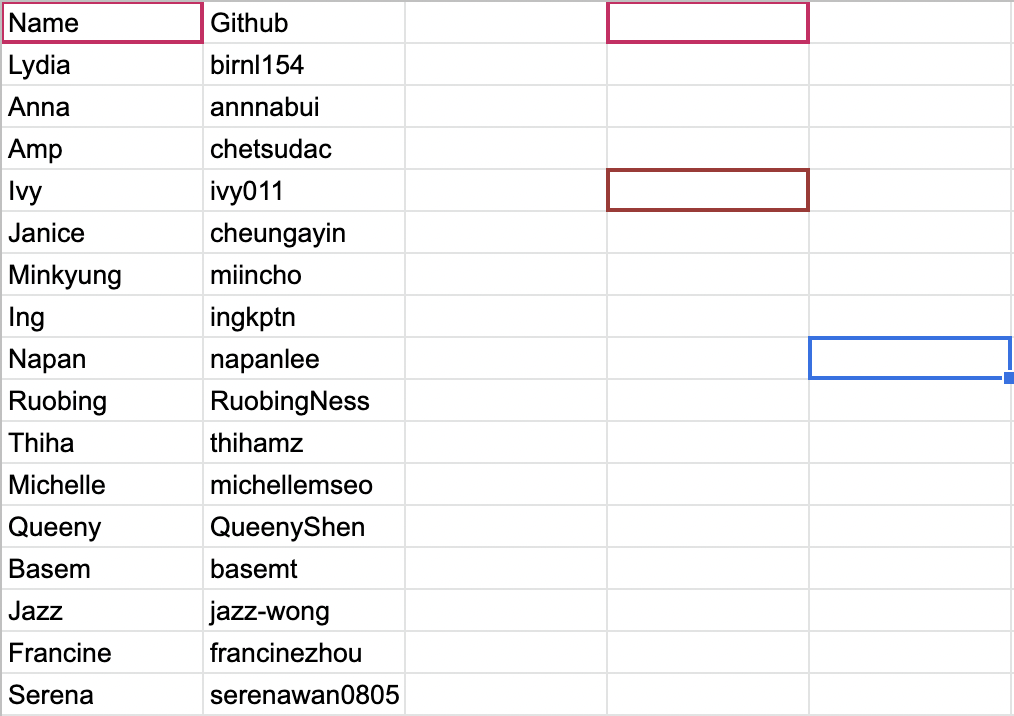 Name Github
Lydia birnl154
Anna annnabui
Amp chetsudac
Ivy ivy011
Janice cheungayin
Minkyung miincho
Ing ingkptn
Napan napanlee
Ruobing RuobingNess
Thiha thihamz
Michelle michellemseo
Queeny QueenyShen
Basem basemt
Jazz jazz-wong
Francine francinezhou
Serena serenawan0805